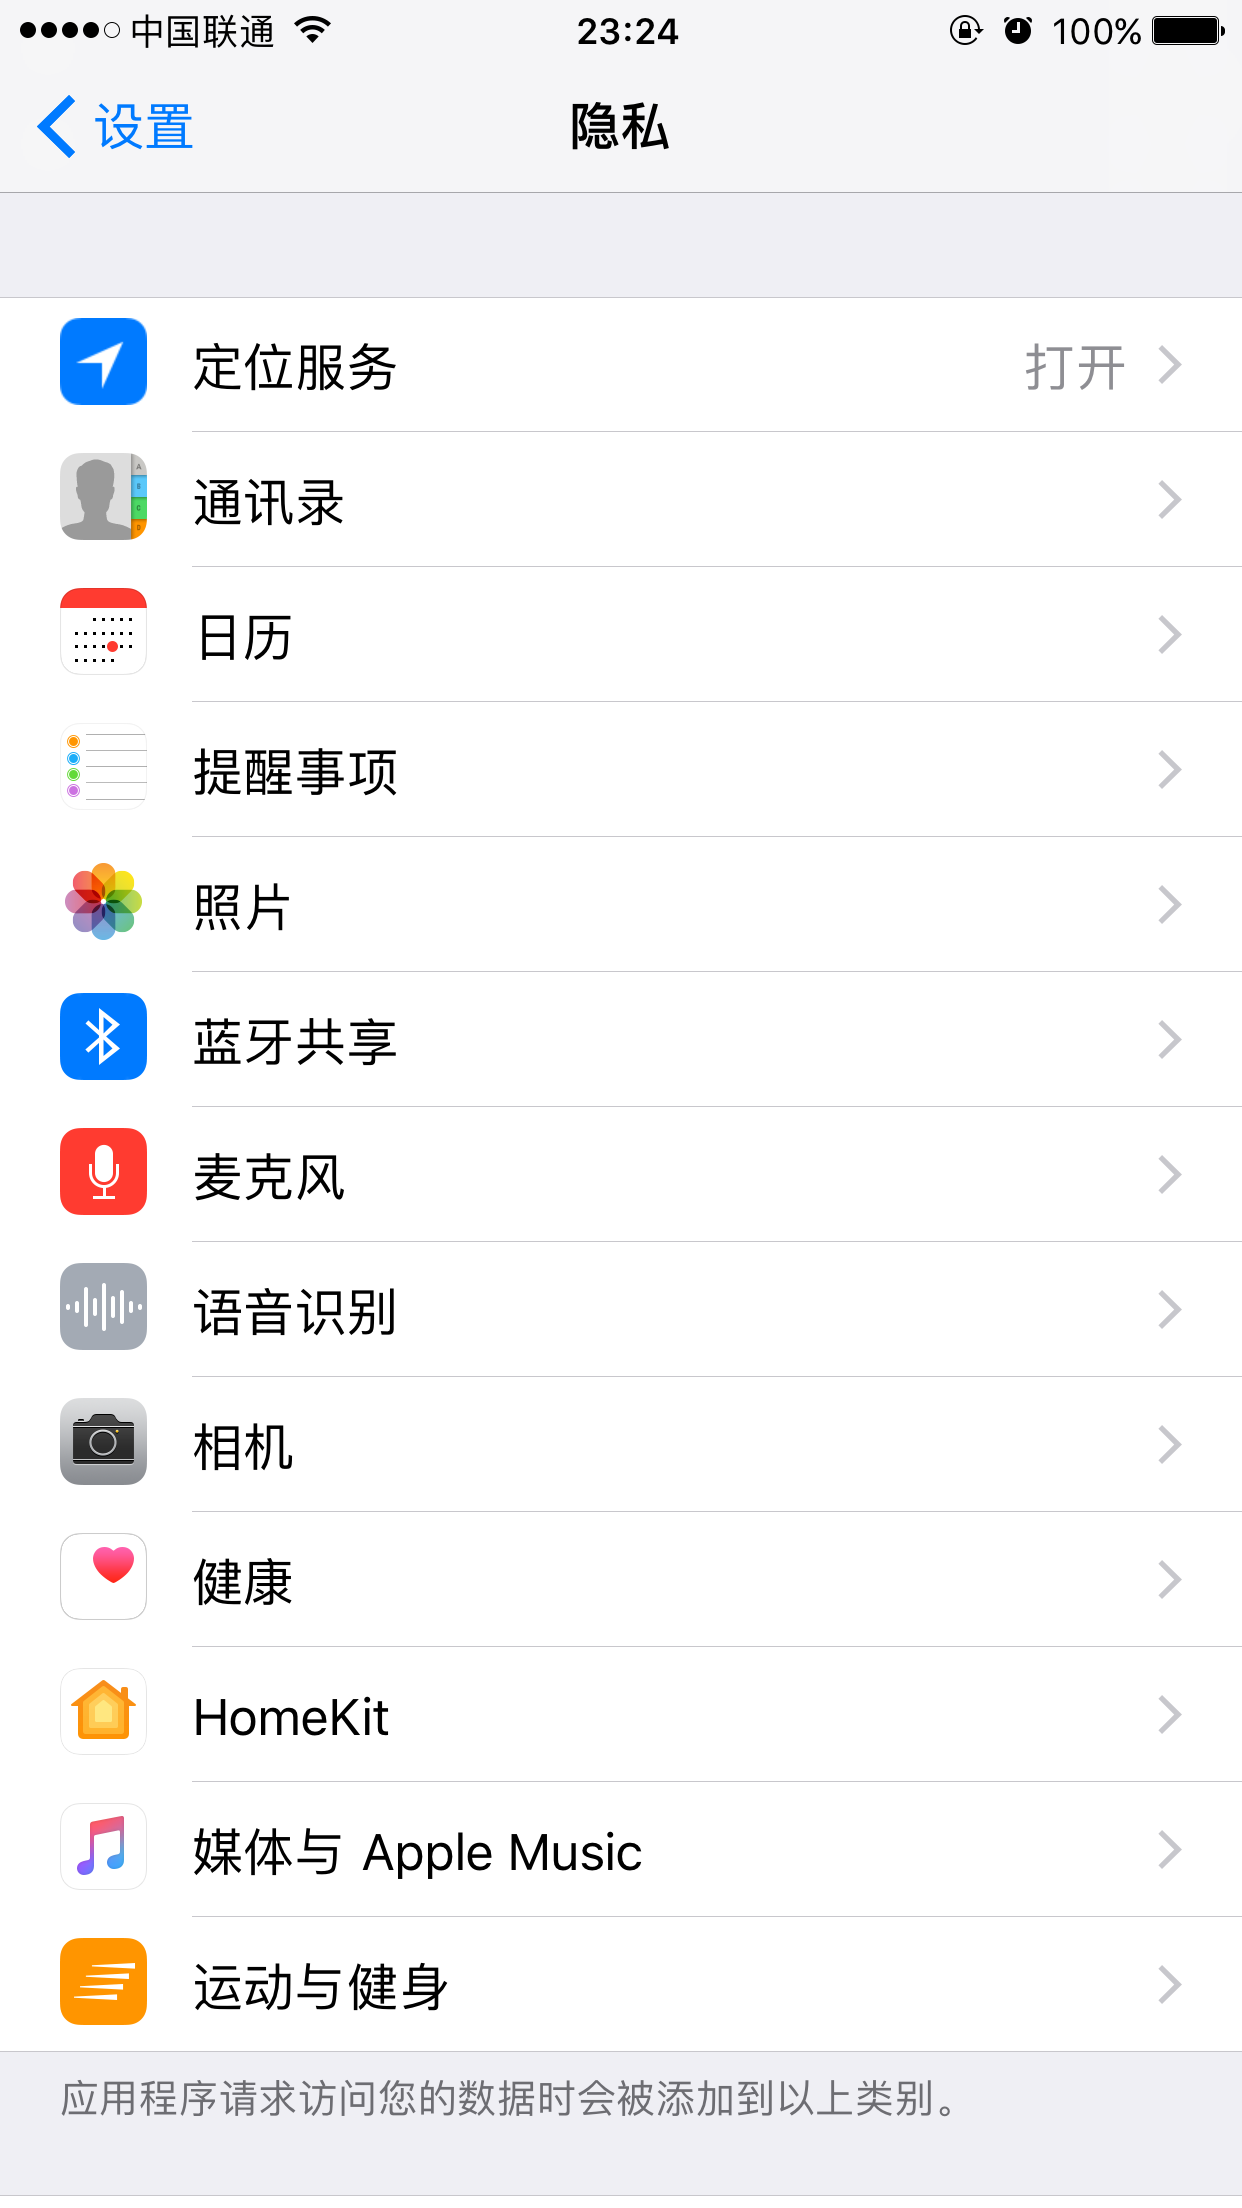 中国联通 23:24 100%
设置 隐私
定位服务 打开
通讯录
日历
提醒事项
照片
蓝牙共享
麦克风
语音识别
相机
健康
HomeKit
媒体与 Apple Music
运动与健身
应用程序请求访问您的数据时会被添加到以上类别。